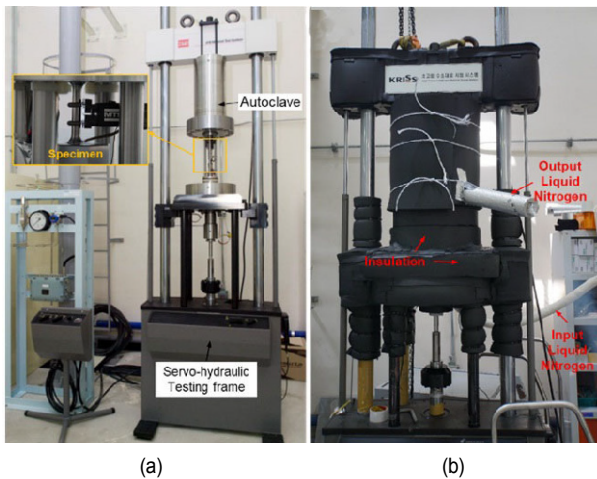 Autoclave
Specimen
Servo-hydraulic
Testing frame
KRISS
Output
Liquid
Nitrogen
Insulation
Input
Liquid
Nitrogen
(a)
(b)